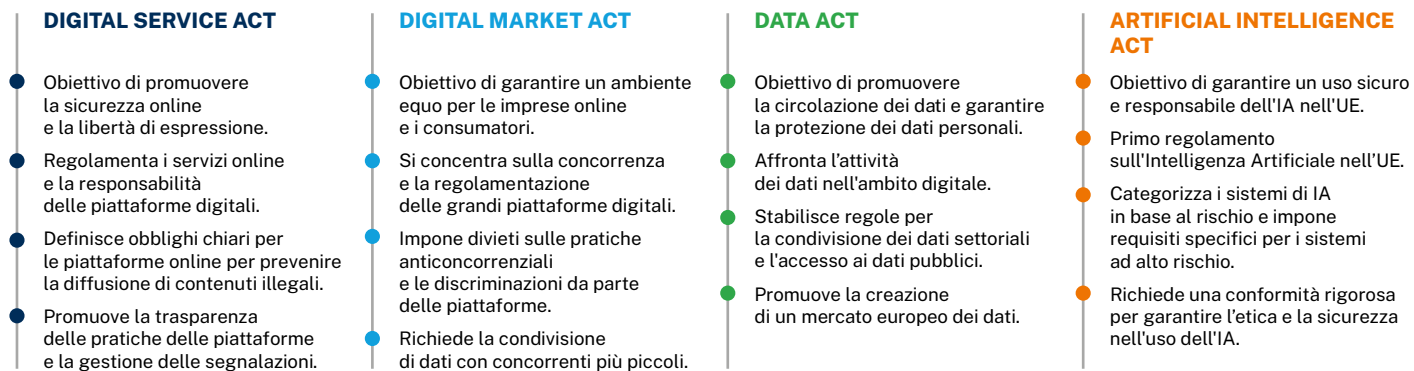 DIGITAL SERVICE ACT
Obiettivo di promuovere
la sicurezza online
e la libertà di espressione.
Regolamenta i servizi online
e la responsabilità
delle piattaforme digitali.
Definisce obblighi chiari per
le piattaforme online per prevenire
la diffusione di contenuti illegali.
Promuove la trasparenza
delle pratiche delle piattaforme
e la gestione delle segnalazioni.
DIGITAL MARKET ACT
Obiettivo di garantire un ambiente
equo per le imprese online
e i consumatori.
Si concentra sulla concorrenza
e la regolamentazione
delle grandi piattaforme digitali.
Impone divieti sulle pratiche
anticoncorrenziali
e le discriminazioni da parte
delle piattaforme.
Richiede la condivisione
di dati con concorrenti più piccoli.
DATA ACT
Obiettivo di promuovere
la circolazione dei dati e garantire
la protezione dei dati personali.
Affronta l’attività
dei dati nell'ambito digitale.
Stabilisce regole per
la condivisione dei dati settoriali
e l'accesso ai dati pubblici.
Promuove la creazione
di un mercato europeo dei dati.
ARTIFICIAL INTELLIGENCE
ACT
Obiettivo di garantire un uso sicuro
e responsabile dell'IA nell'UE.
Primo regolamento
sull'Intelligenza Artificiale nell’UE.
Categorizza i sistemi di IA
in base al rischio e impone
requisiti specifici per i sistemi
ad alto rischio.
Richiede una conformità rigorosa
per garantire l’etica e la sicurezza
nell'uso dell'IA.